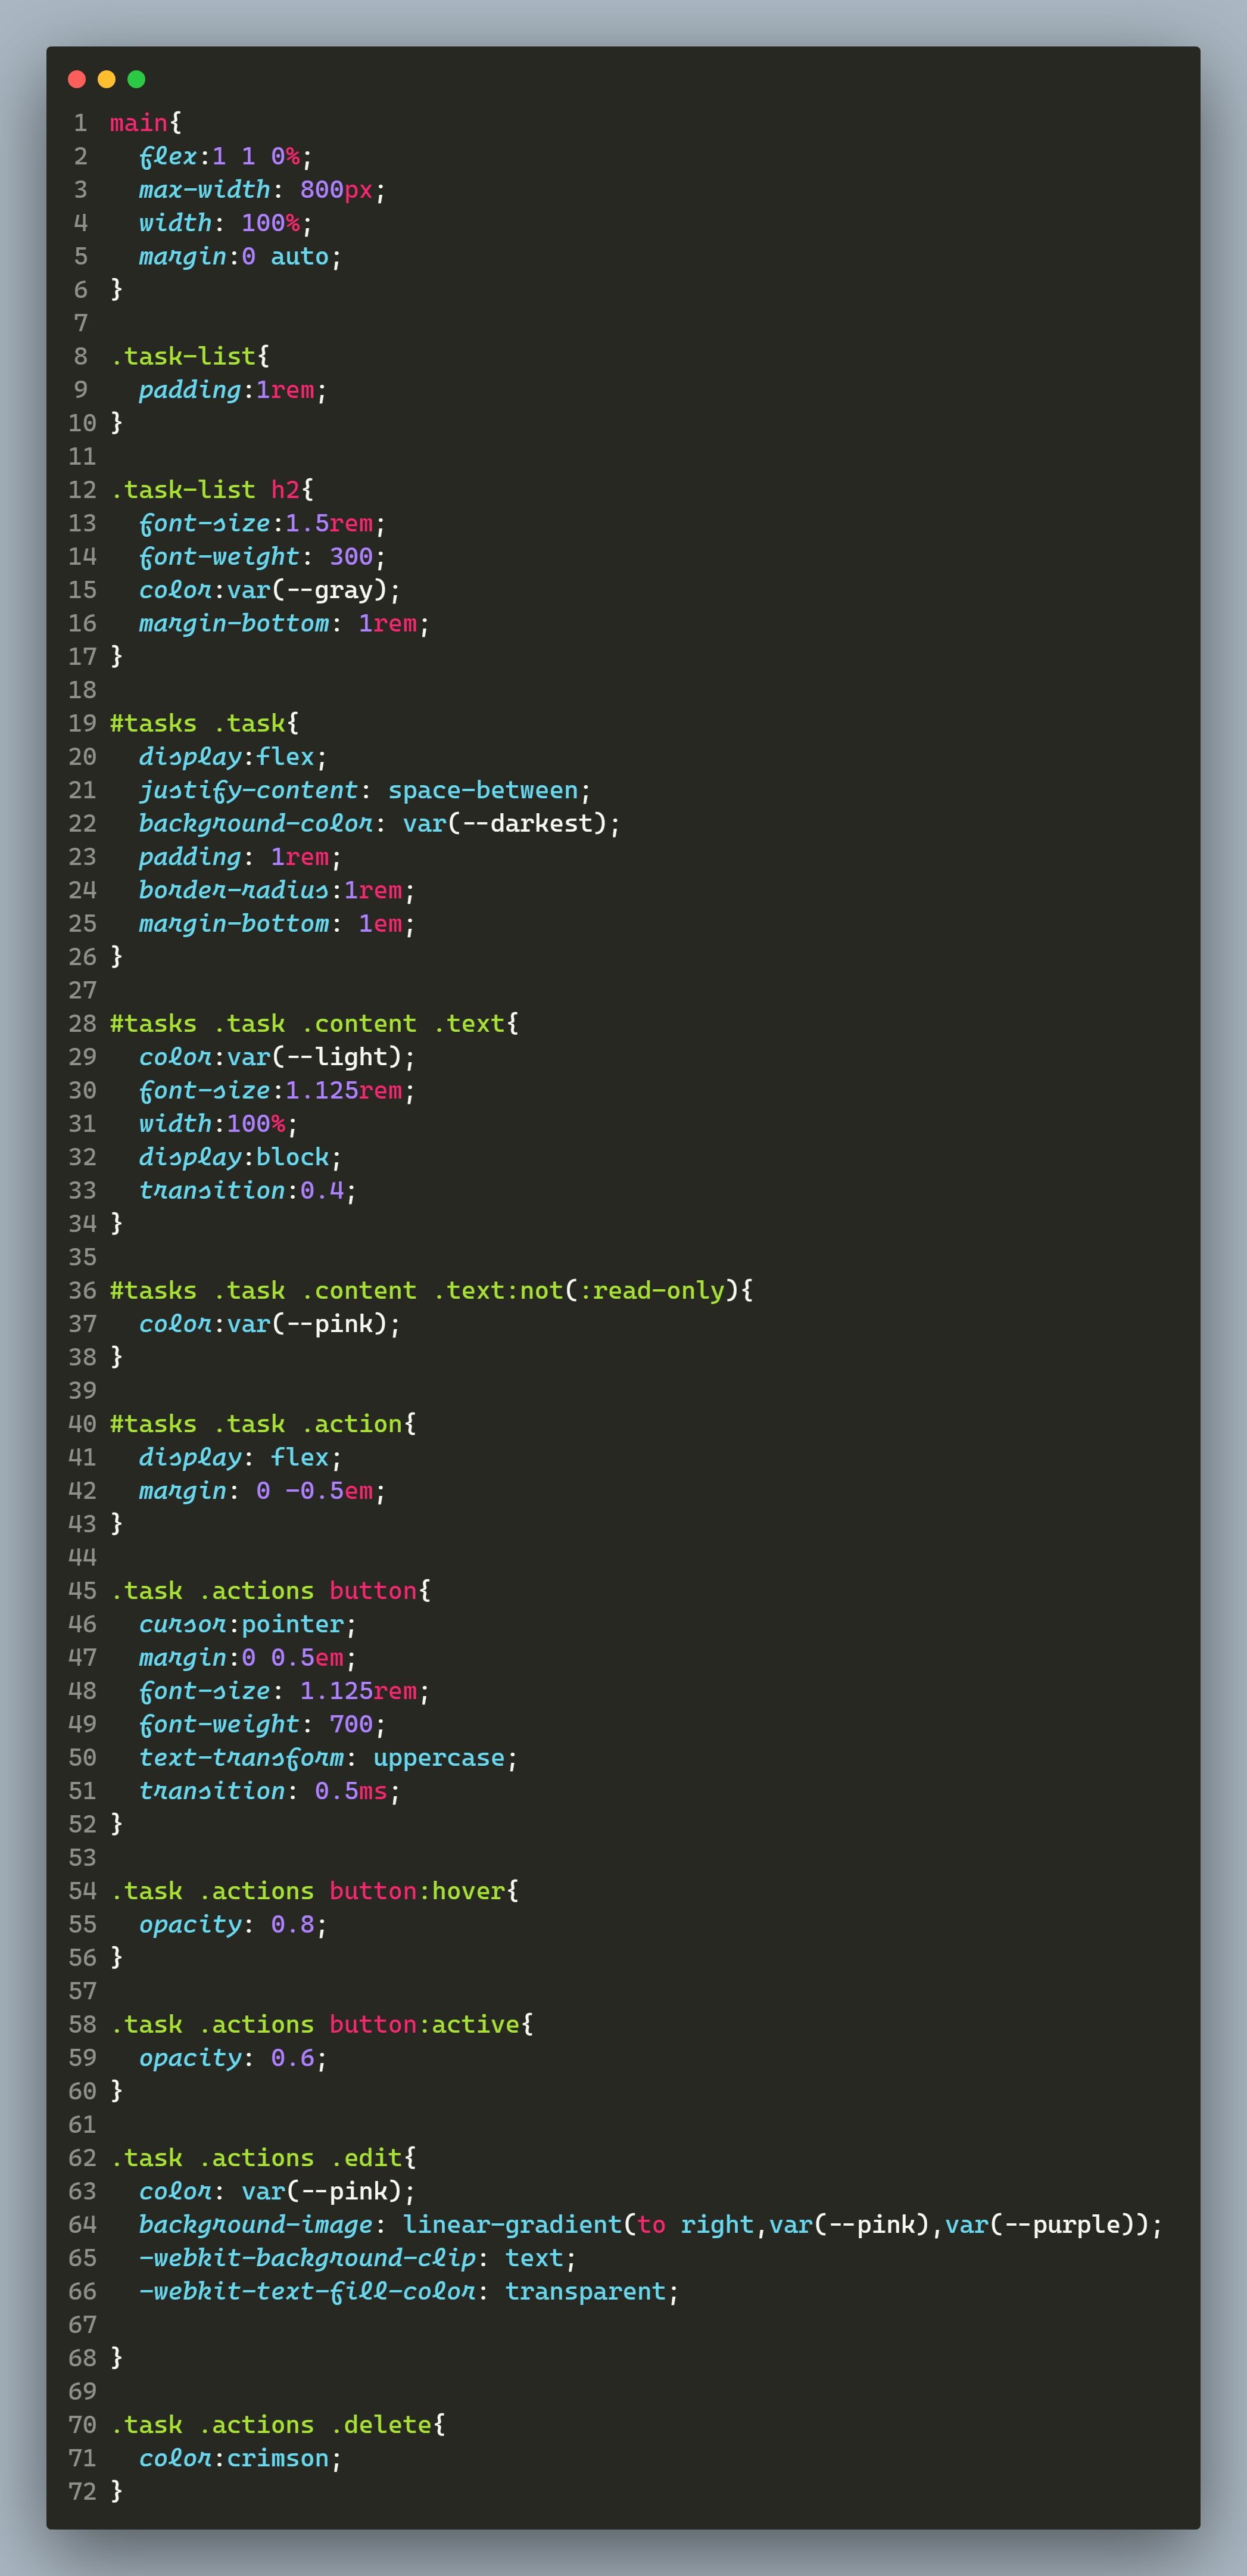 1 main{
2   flex:1 1 0%;
3   max-width: 800px;
4   width: 100%;
5   margin:0 auto;
6 }
7
8 .task-list{
9   padding:1rem;
10 }
11
12 .task-list h2{
13   font-size:1.5rem;
14   font-weight: 300;
15   color:var(--gray);
16   margin-bottom: 1rem;
17 }
18
19 #tasks .task{
20   display:flex;
21   justify-content: space-between;
22   background-color: var(--darkest);
23   padding: 1rem;
24   border-radius:1rem;
25   margin-bottom: 1em;
26 }
27
28 #tasks .task .content .text{
29   color:var(--light);
30   font-size:1.125rem;
31   width:100%;
32   display:block;
33   transition:0.4;
34 }
35
36 #tasks .task .content .text:not(:read-only){
37   color:var(--pink);
38 }
39
40 #tasks .task .action{
41   display: flex;
42   margin: 0 -0.5em;
43 }
44
45 .task .actions button{
46   cursor:pointer;
47   margin:0 0.5em;
48   font-size: 1.125rem;
49   font-weight: 700;
50   text-transform: uppercase;
51   transition: 0.5ms;
52 }
53
54 .task .actions button:hover{
55   opacity: 0.8;
56 }
57
58 .task .actions button:active{
59   opacity: 0.6;
60 }
61
62 .task .actions .edit{
63   color: var(--pink);
64   background-image: linear-gradient(to right,var(--pink),var(--purple));
65   -webkit-background-clip: text;
66   -webkit-text-fill-color: transparent;
67
68 }
69
70 .task .actions .delete{
71   color:crimson;
72 }